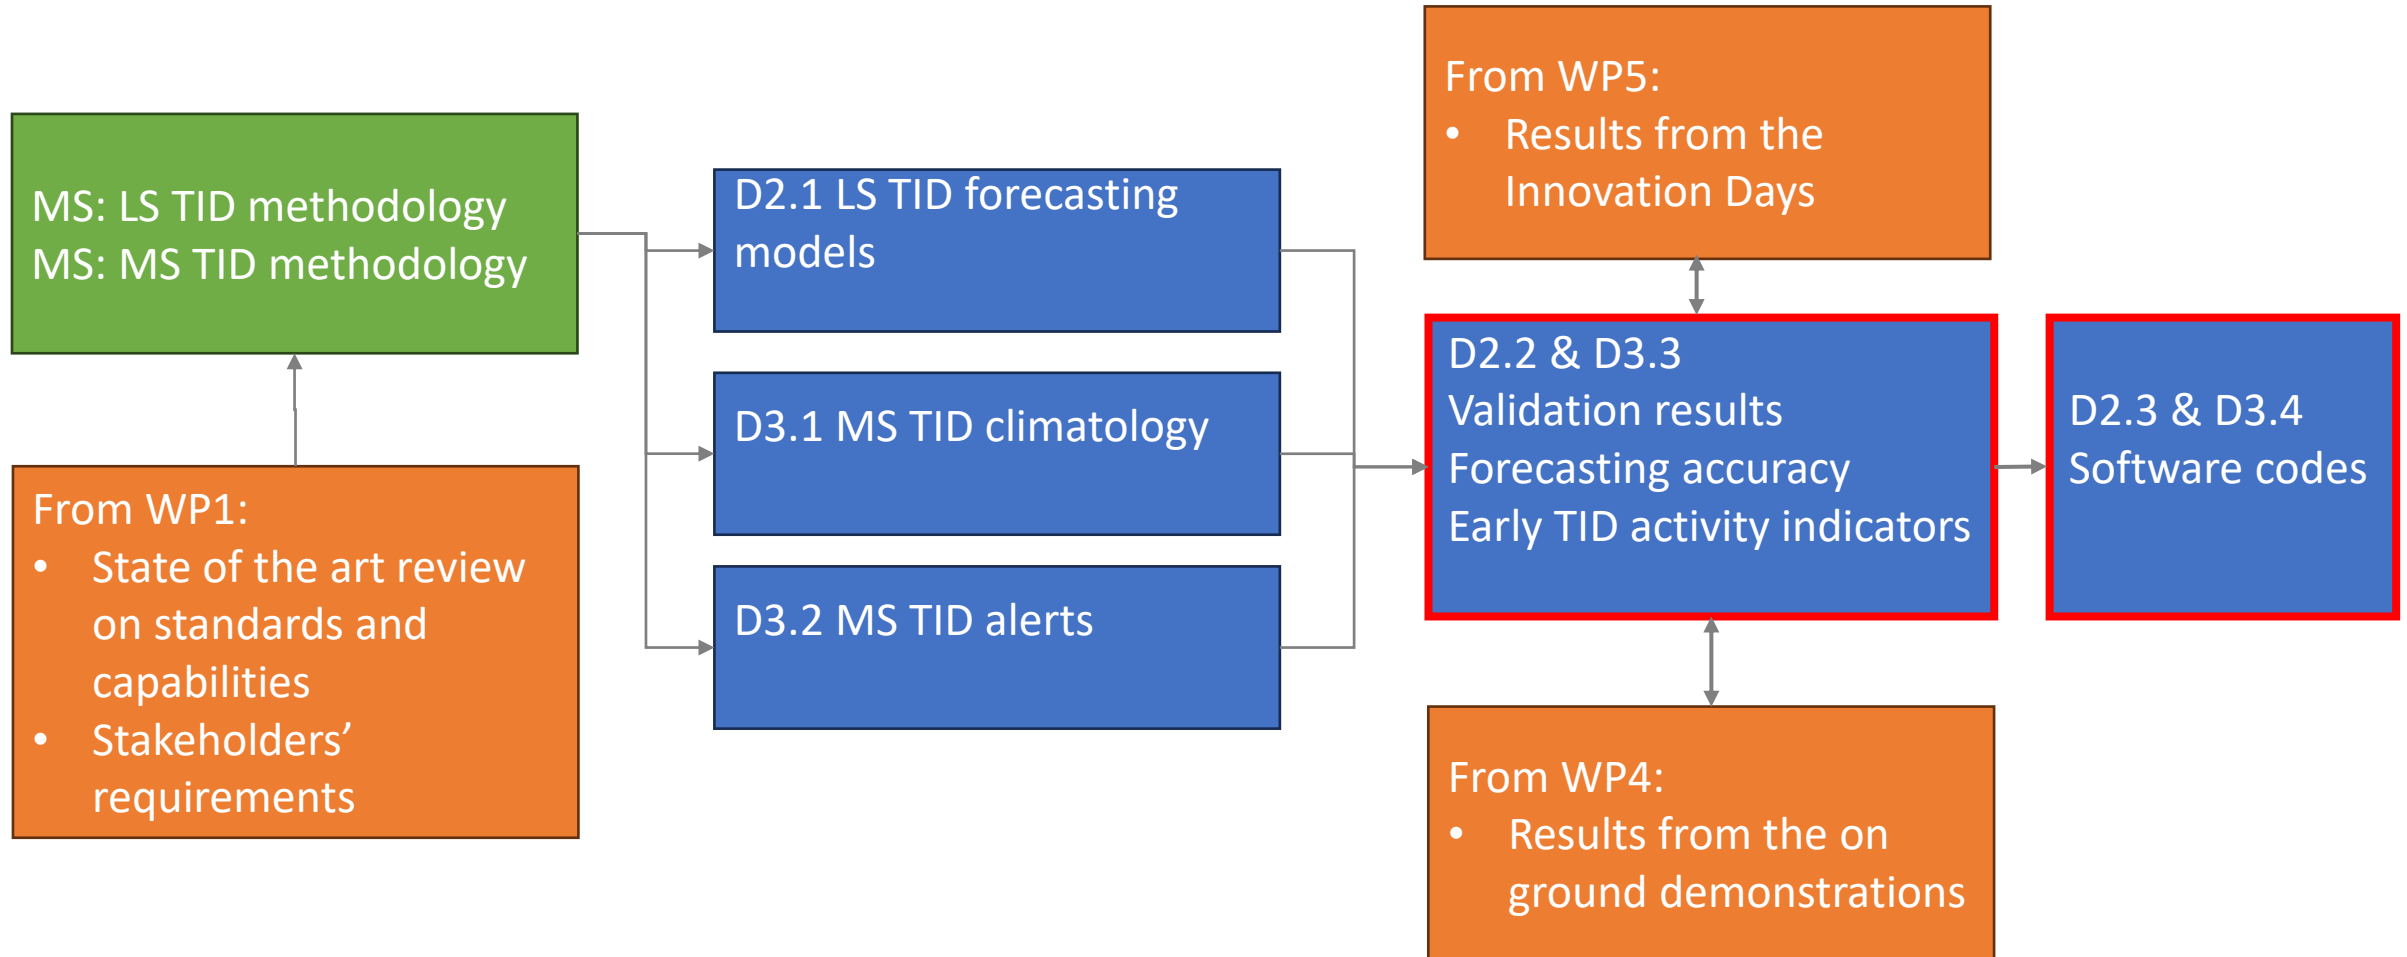 MS: LS TID methodology
MS: MS TID methodology
From WP1:
• State of the art review
on standards and
capabilities
• Stakeholders’
requirements
D2.1 LS TID forecasting
models
D3.1 MS TID climatology
D3.2 MS TID alerts
From WP5:
• Results from the
Innovation Days
D2.2 & D3.3
Validation results
Forecasting accuracy
Early TID activity indicators
From WP4:
• Results from the on
ground demonstrations
D2.3 & D3.4
Software codes